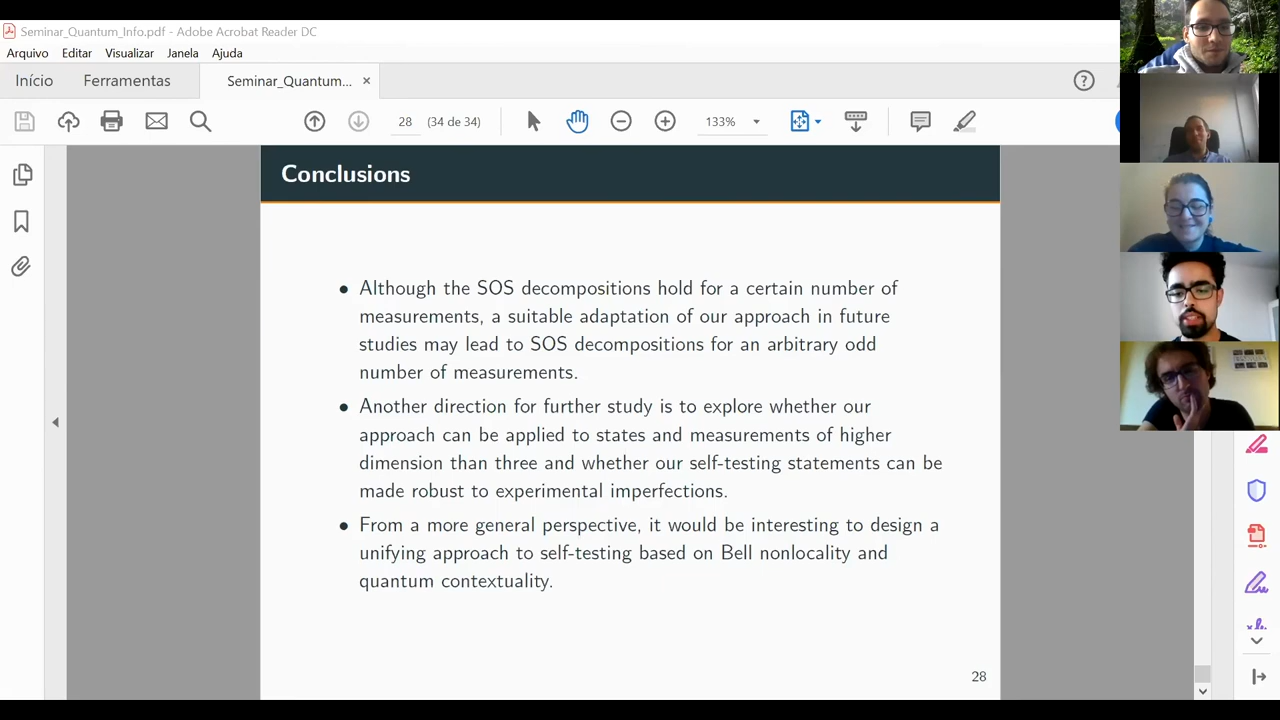 Seminar_Quantum_Info.pdf - Adobe Acrobat Reader DC
Arquivo Editar Visualizar Janela Ajuda
Início Ferramentas Seminar_Quantum... ×
28 (34 de 34) 133%
Conclusions
• Although the SOS decompositions hold for a certain number of
measurements, a suitable adaptation of our approach in future
studies may lead to SOS decompositions for an arbitrary odd
number of measurements.
• Another direction for further study is to explore whether our
approach can be applied to states and measurements of higher
dimension than three and whether our self-testing statements can be
made robust to experimental imperfections.
• From a more general perspective, it would be interesting to design a
unifying approach to self-testing based on Bell nonlocality and
quantum contextuality.
28